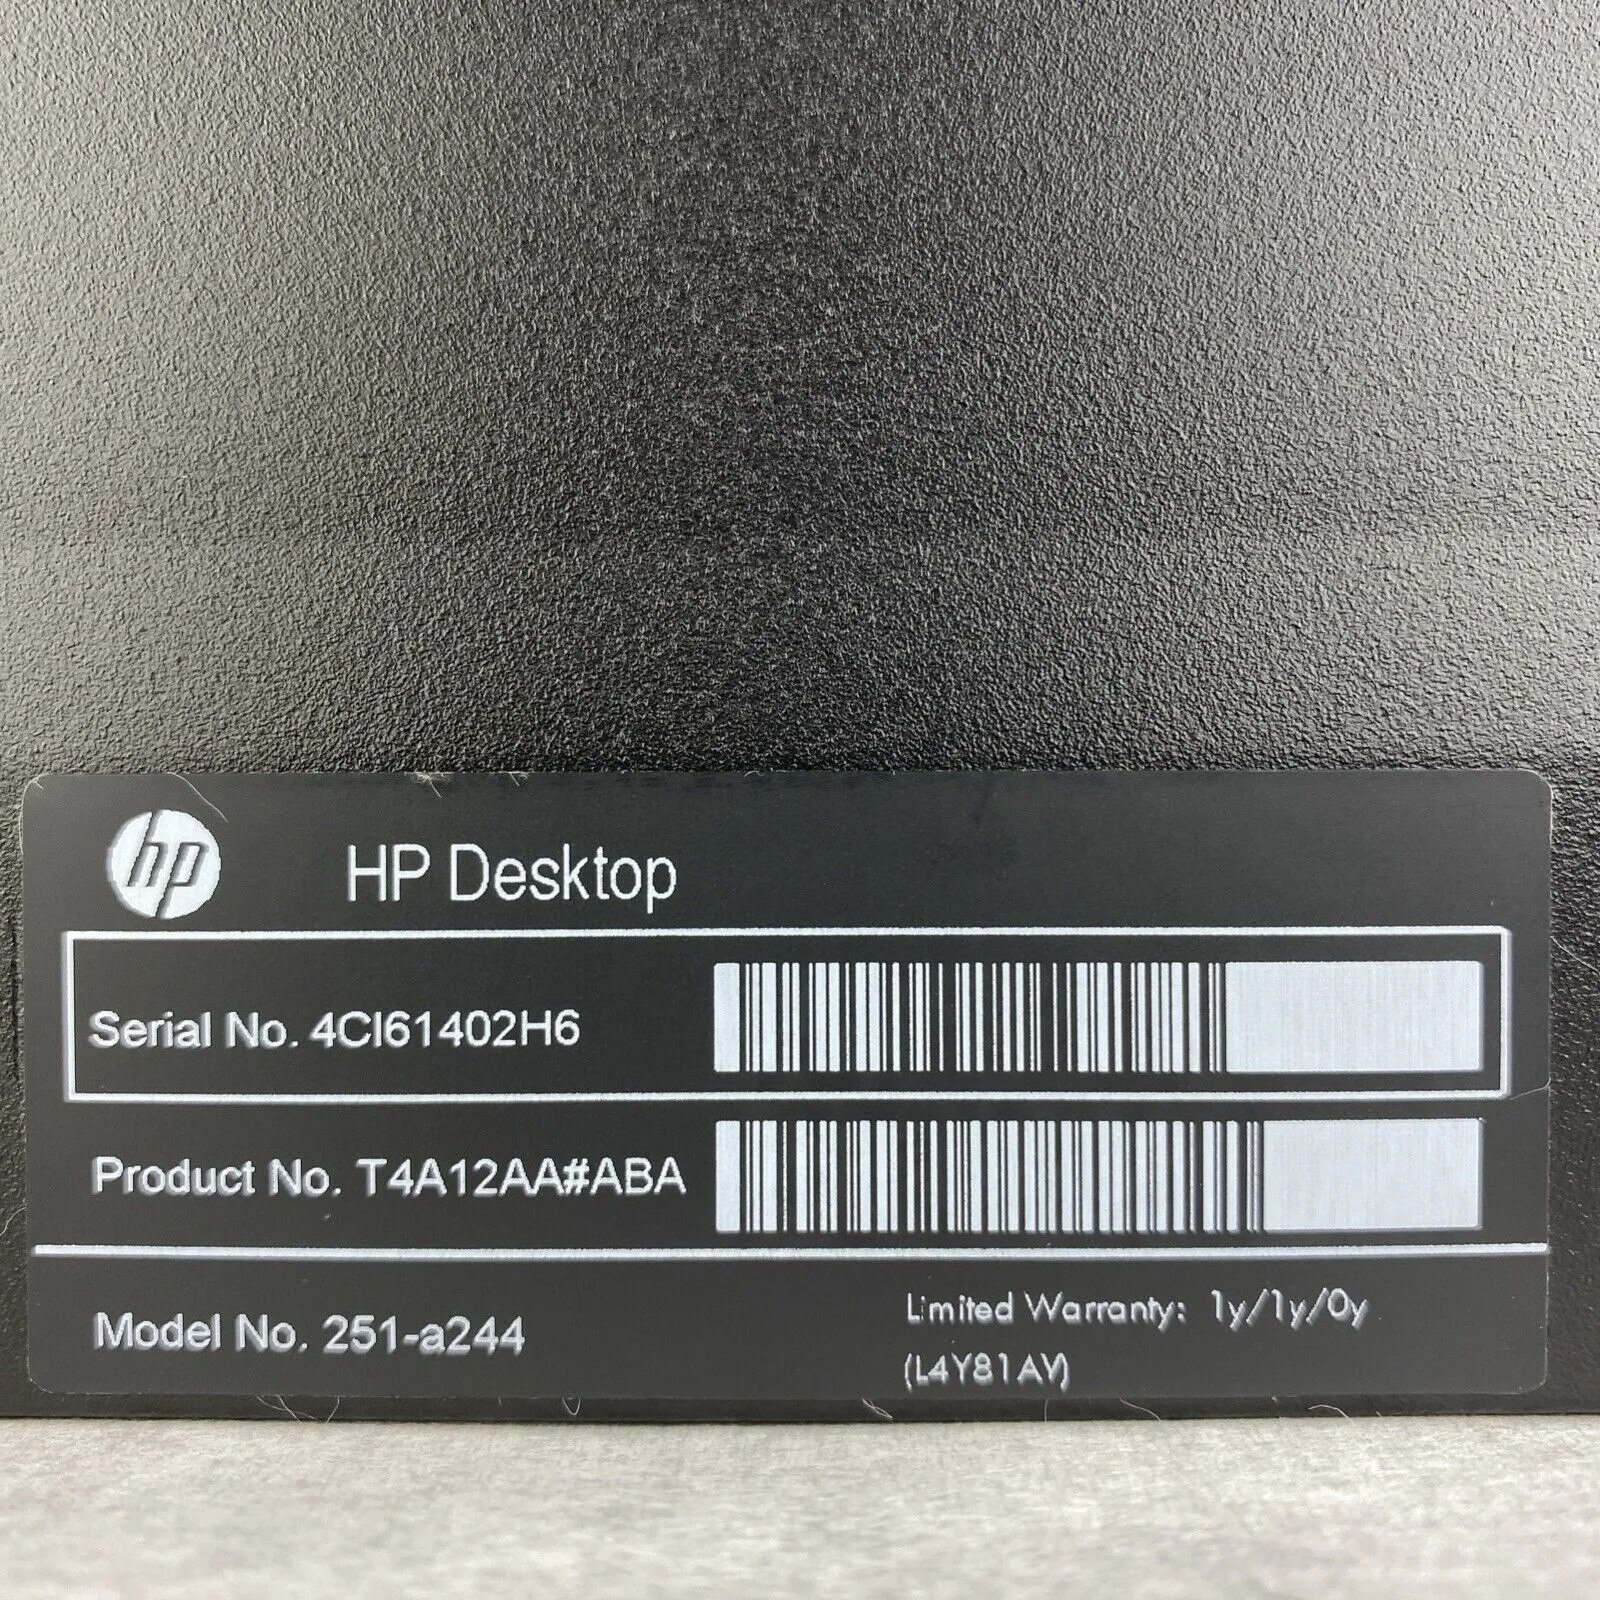 hp
HP Desktop
Serial No. 4CI61402H6
Product No. T4A12AA#ABA
Model No. 251-a244
Limited Warranty: 1y/1y/0y
(L4Y81AV)